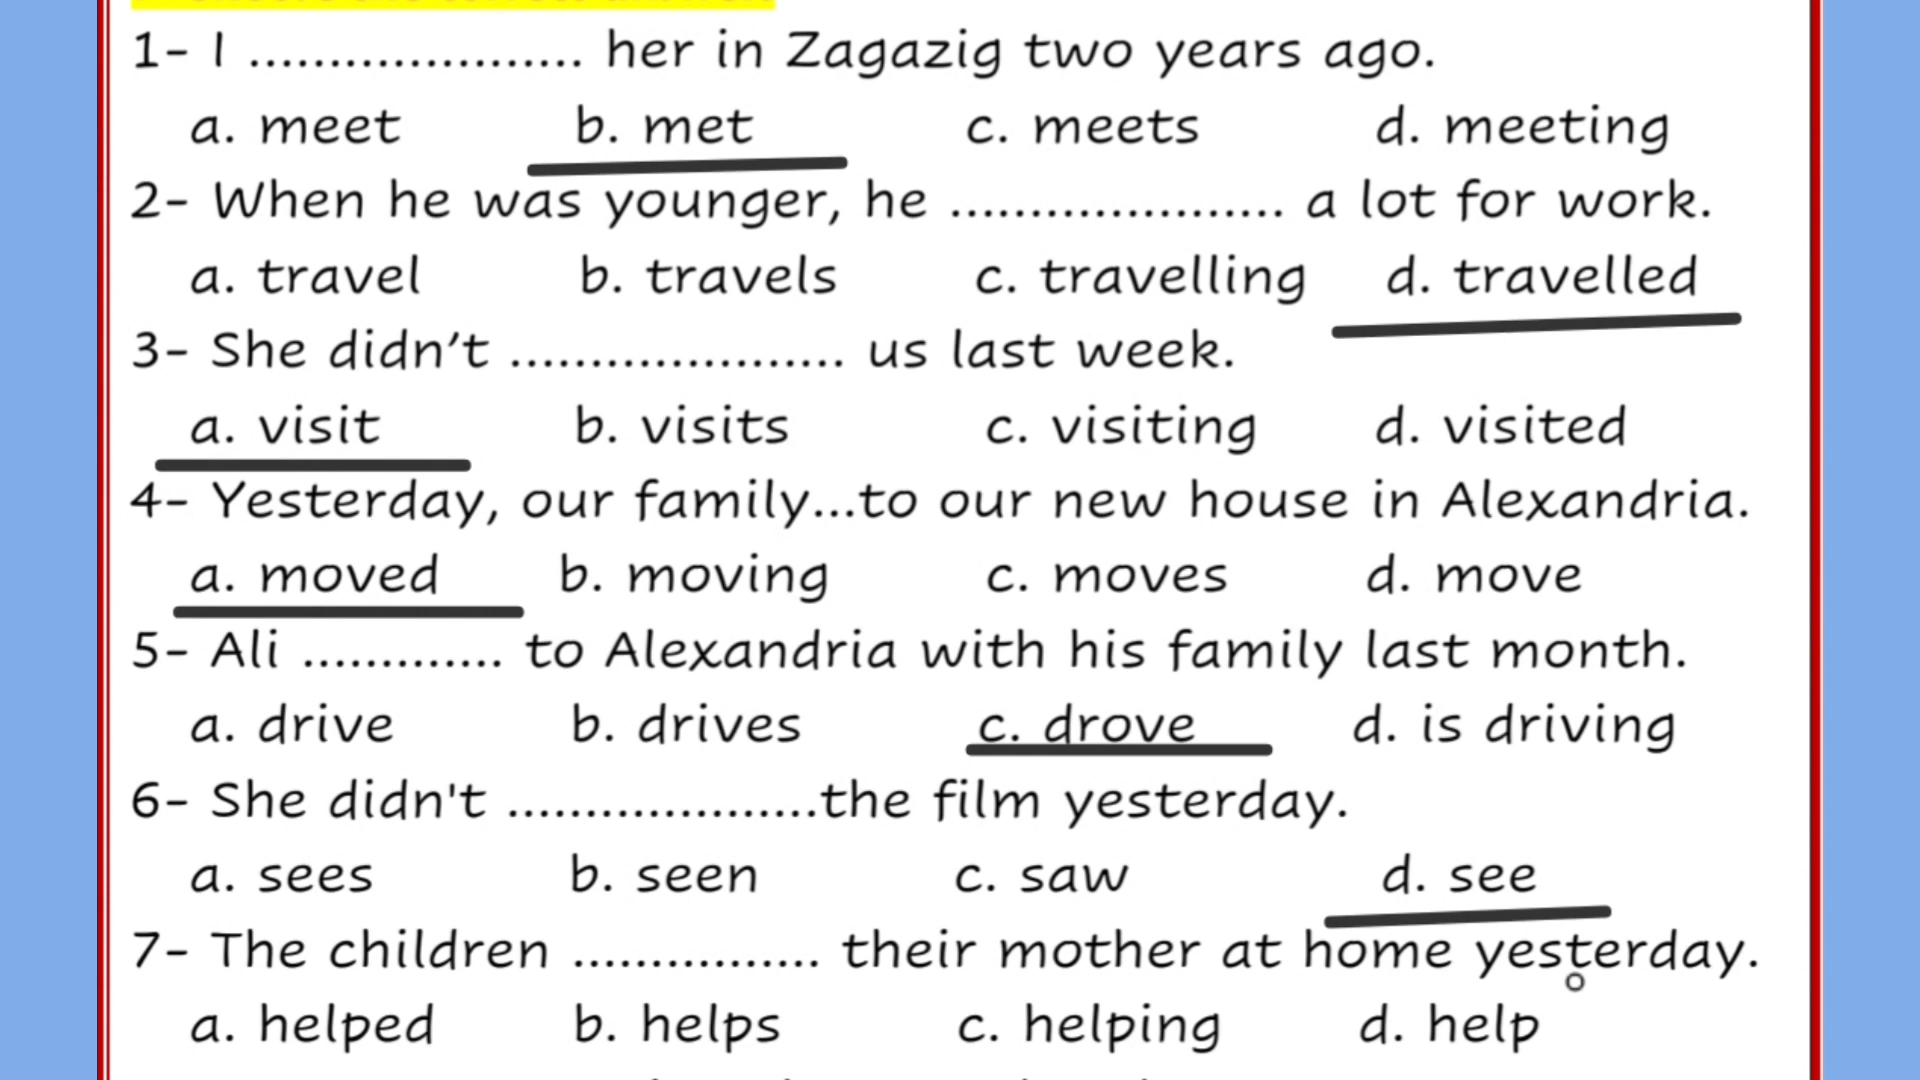 1- I ..................... her in Zagazig two years ago.
a. meet b. met c. meets d. meeting
2- When he was younger, he ..................... a lot for work.
a. travel b. travels c. travelling d. travelled
3- She didn’t ..................... us last week.
a. visit b. visits c. visiting d. visited
4- Yesterday, our family...to our new house in Alexandria.
a. moved b. moving c. moves d. move
5- Ali ............. to Alexandria with his family last month.
a. drive b. drives c. drove d. is driving
6- She didn't ....................the film yesterday.
a. sees b. seen c. saw d. see
7- The children ................ their mother at home yesterday.
a. helped b. helps c. helping d. help